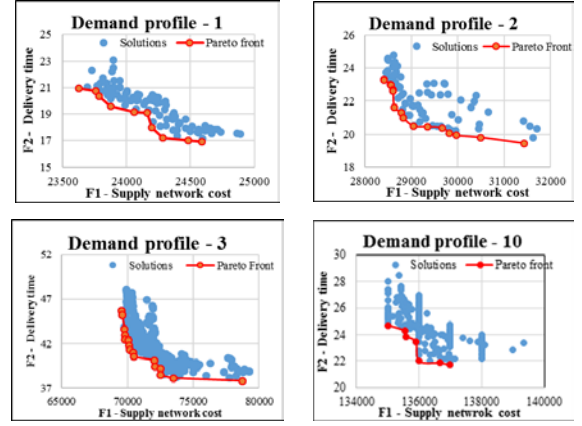 Demand profile - 1
Solutions
Pareto front
F2 - Delivery time
25
23
21
19
17
15
23500
24000
24500
25000
F1 - Supply network cost
Demand profile - 2
Solutions
Pareto front
F2 - Delivery time
26
24
22
20
18
28000
29000
30000
31000
32000
F1 - Supply network cost
Demand profile - 3
Solutions
Pareto Front
F2 - Delivery time
52
47
42
37
65000
70000
75000
80000
F1 - Supply network cost
Demand profile - 10
Solutions
Pareto front
F2 - Delivery time
30
28
26
24
22
20
134000
136000
138000
140000
F1 - Supply netwrok cost